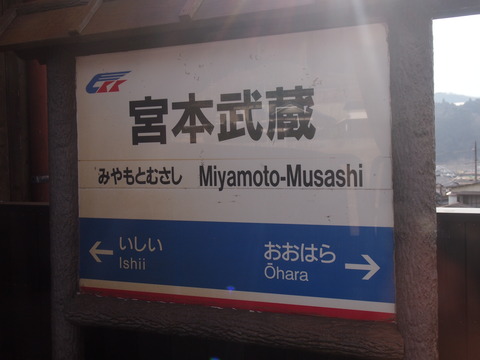 宮本武蔵
みやもとむさし Miyamoto-Musashi
← いしい おおはら →
Ishii Ōhara